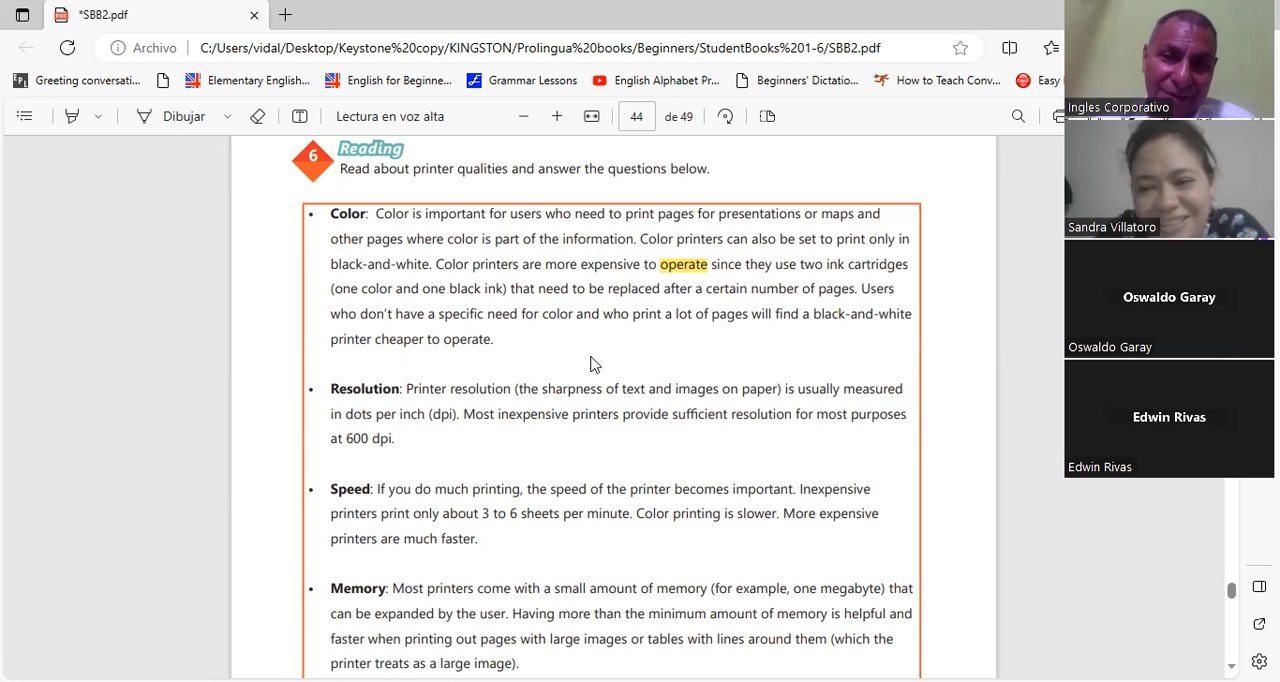 *SBB2.pdf
Archivo
C:/Users/vidal/Desktop/Keystone%20copy/KINGSTON/Prolingua%20books/Beginners/StudentBooks%201-6/SBB2.pdf
Greeting conversati...
Elementary English...
English for Beginne...
Grammar Lessons
English Alphabet Pr...
Beginners' Dictatio...
How to Teach Conv...
Easy
Dibujar
Lectura en voz alta
44
de 49
6
Reading
Read about printer qualities and answer the questions below.
• Color: Color is important for users who need to print pages for presentations or maps and
other pages where color is part of the information. Color printers can also be set to print only in
black-and-white. Color printers are more expensive to operate since they use two ink cartridges
(one color and one black ink) that need to be replaced after a certain number of pages. Users
who don't have a specific need for color and who print a lot of pages will find a black-and-white
printer cheaper to operate.
• Resolution: Printer resolution (the sharpness of text and images on paper) is usually measured
in dots per inch (dpi). Most inexpensive printers provide sufficient resolution for most purposes
at 600 dpi.
• Speed: If you do much printing, the speed of the printer becomes important. Inexpensive
printers print only about 3 to 6 sheets per minute. Color printing is slower. More expensive
printers are much faster.
• Memory: Most printers come with a small amount of memory (for example, one megabyte) that
can be expanded by the user. Having more than the minimum amount of memory is helpful and
faster when printing out pages with large images or tables with lines around them (which the
printer treats as a large image).
Ingles Corporativo
Sandra Villatoro
Oswaldo Garay
Oswaldo Garay
Edwin Rivas
Edwin Rivas